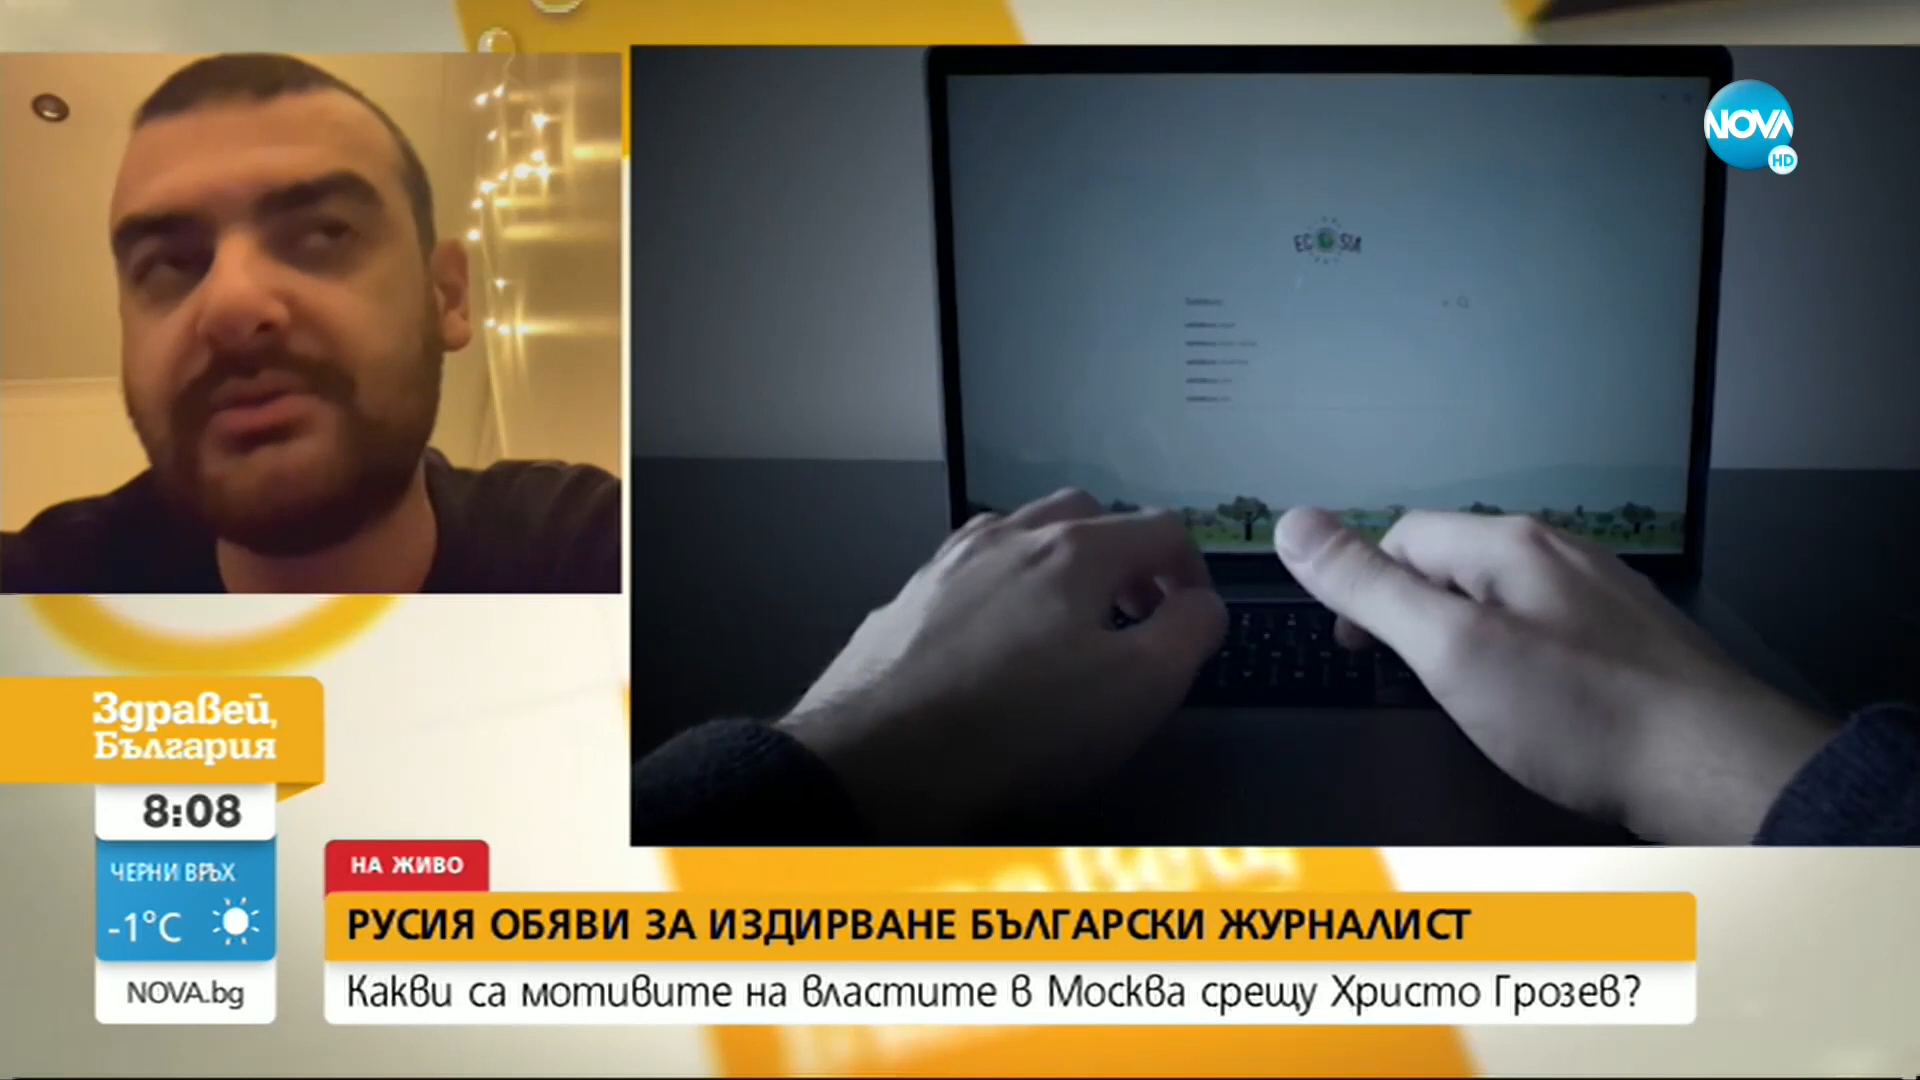 NOVA
HD
ECOSIA
Здравей,
България
8:08
ЧЕРНИ ВРЪХ
-1°C
NOVA.bg
НА ЖИВО
РУСИЯ ОБЯВИ ЗА ИЗДИРВАНЕ БЪЛГАРСКИ ЖУРНАЛИСТ
Какви са мотивите на властите в Москва срещу Христо Грозев?